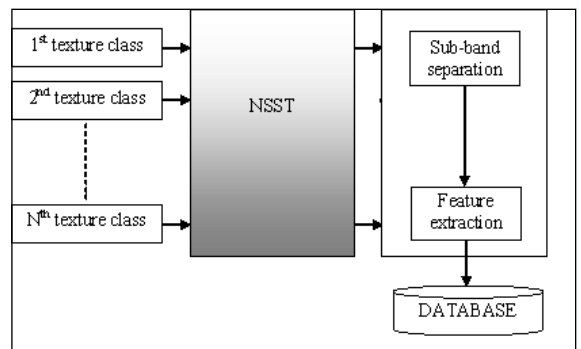 1st texture class
2nd texture class
Nth texture class
NSST
Sub-band
separation
Feature
extraction
DATABASE